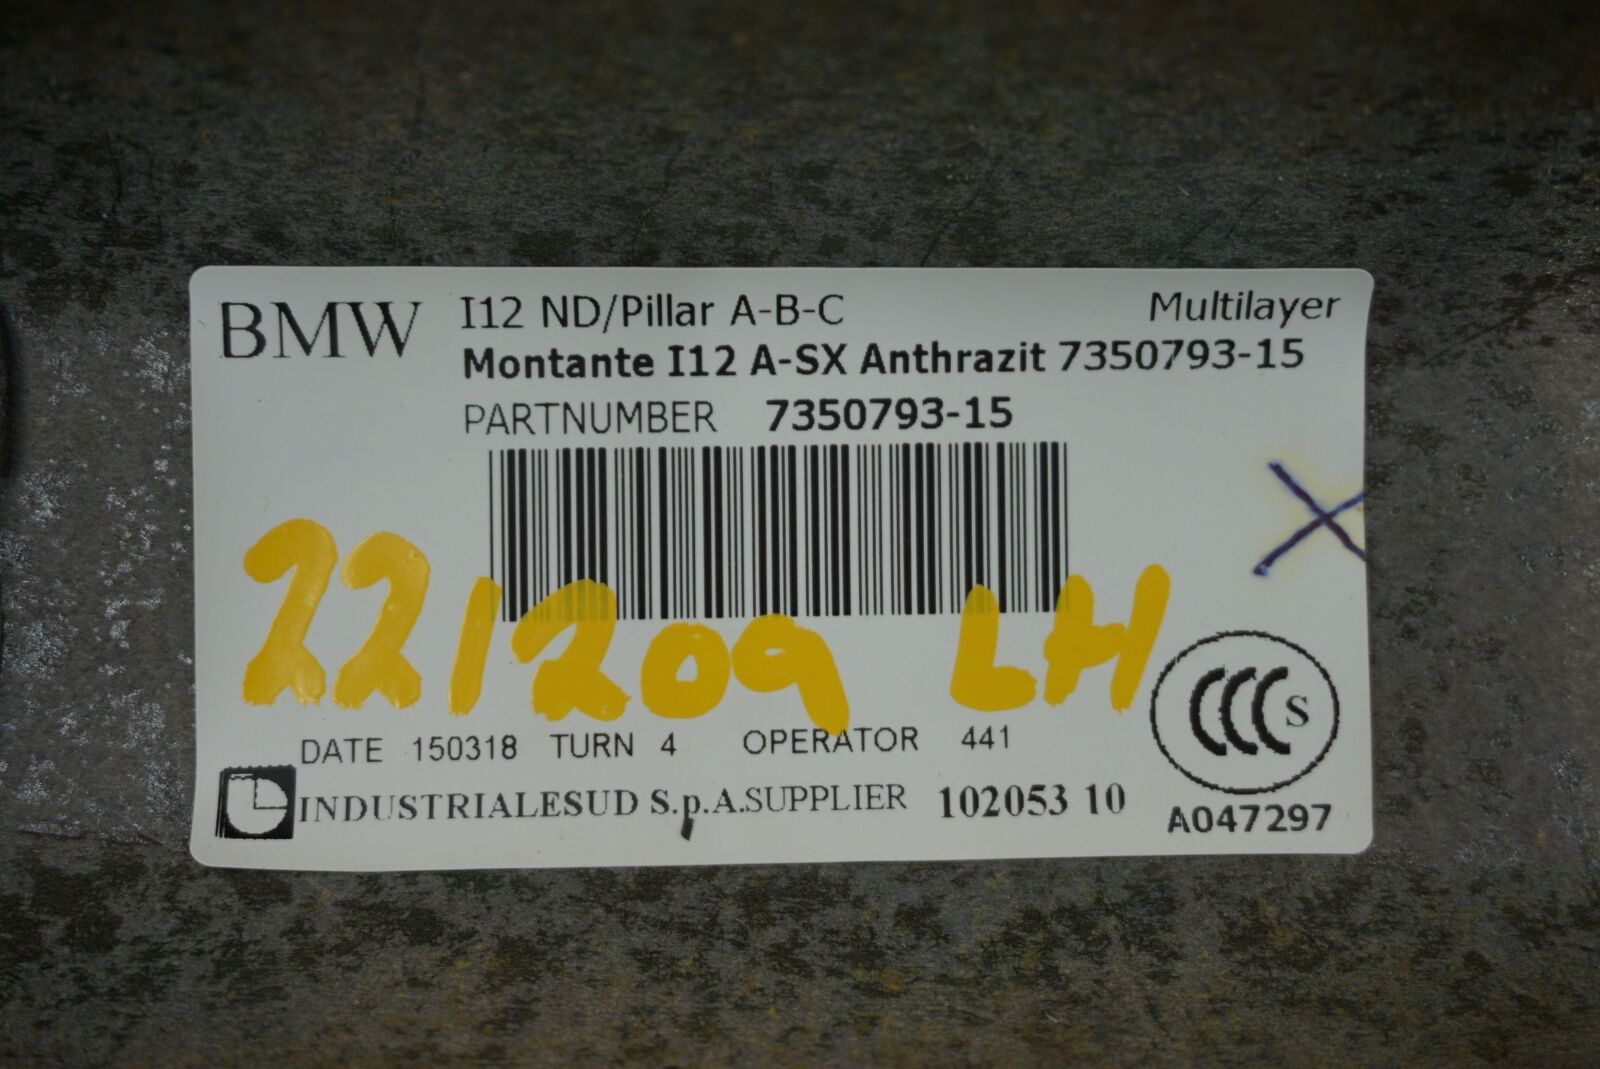 BMW I12 ND/Pillar A-B-C Multilayer
Montante I12 A-SX Anthrazit 7350793-15
PARTNUMBER 7350793-15
221209 LH
CCC S
DATE 150318 TURN 4 OPERATOR 441
INDUSTRIALESUD S.p.A. SUPPLIER 102053 10
A047297